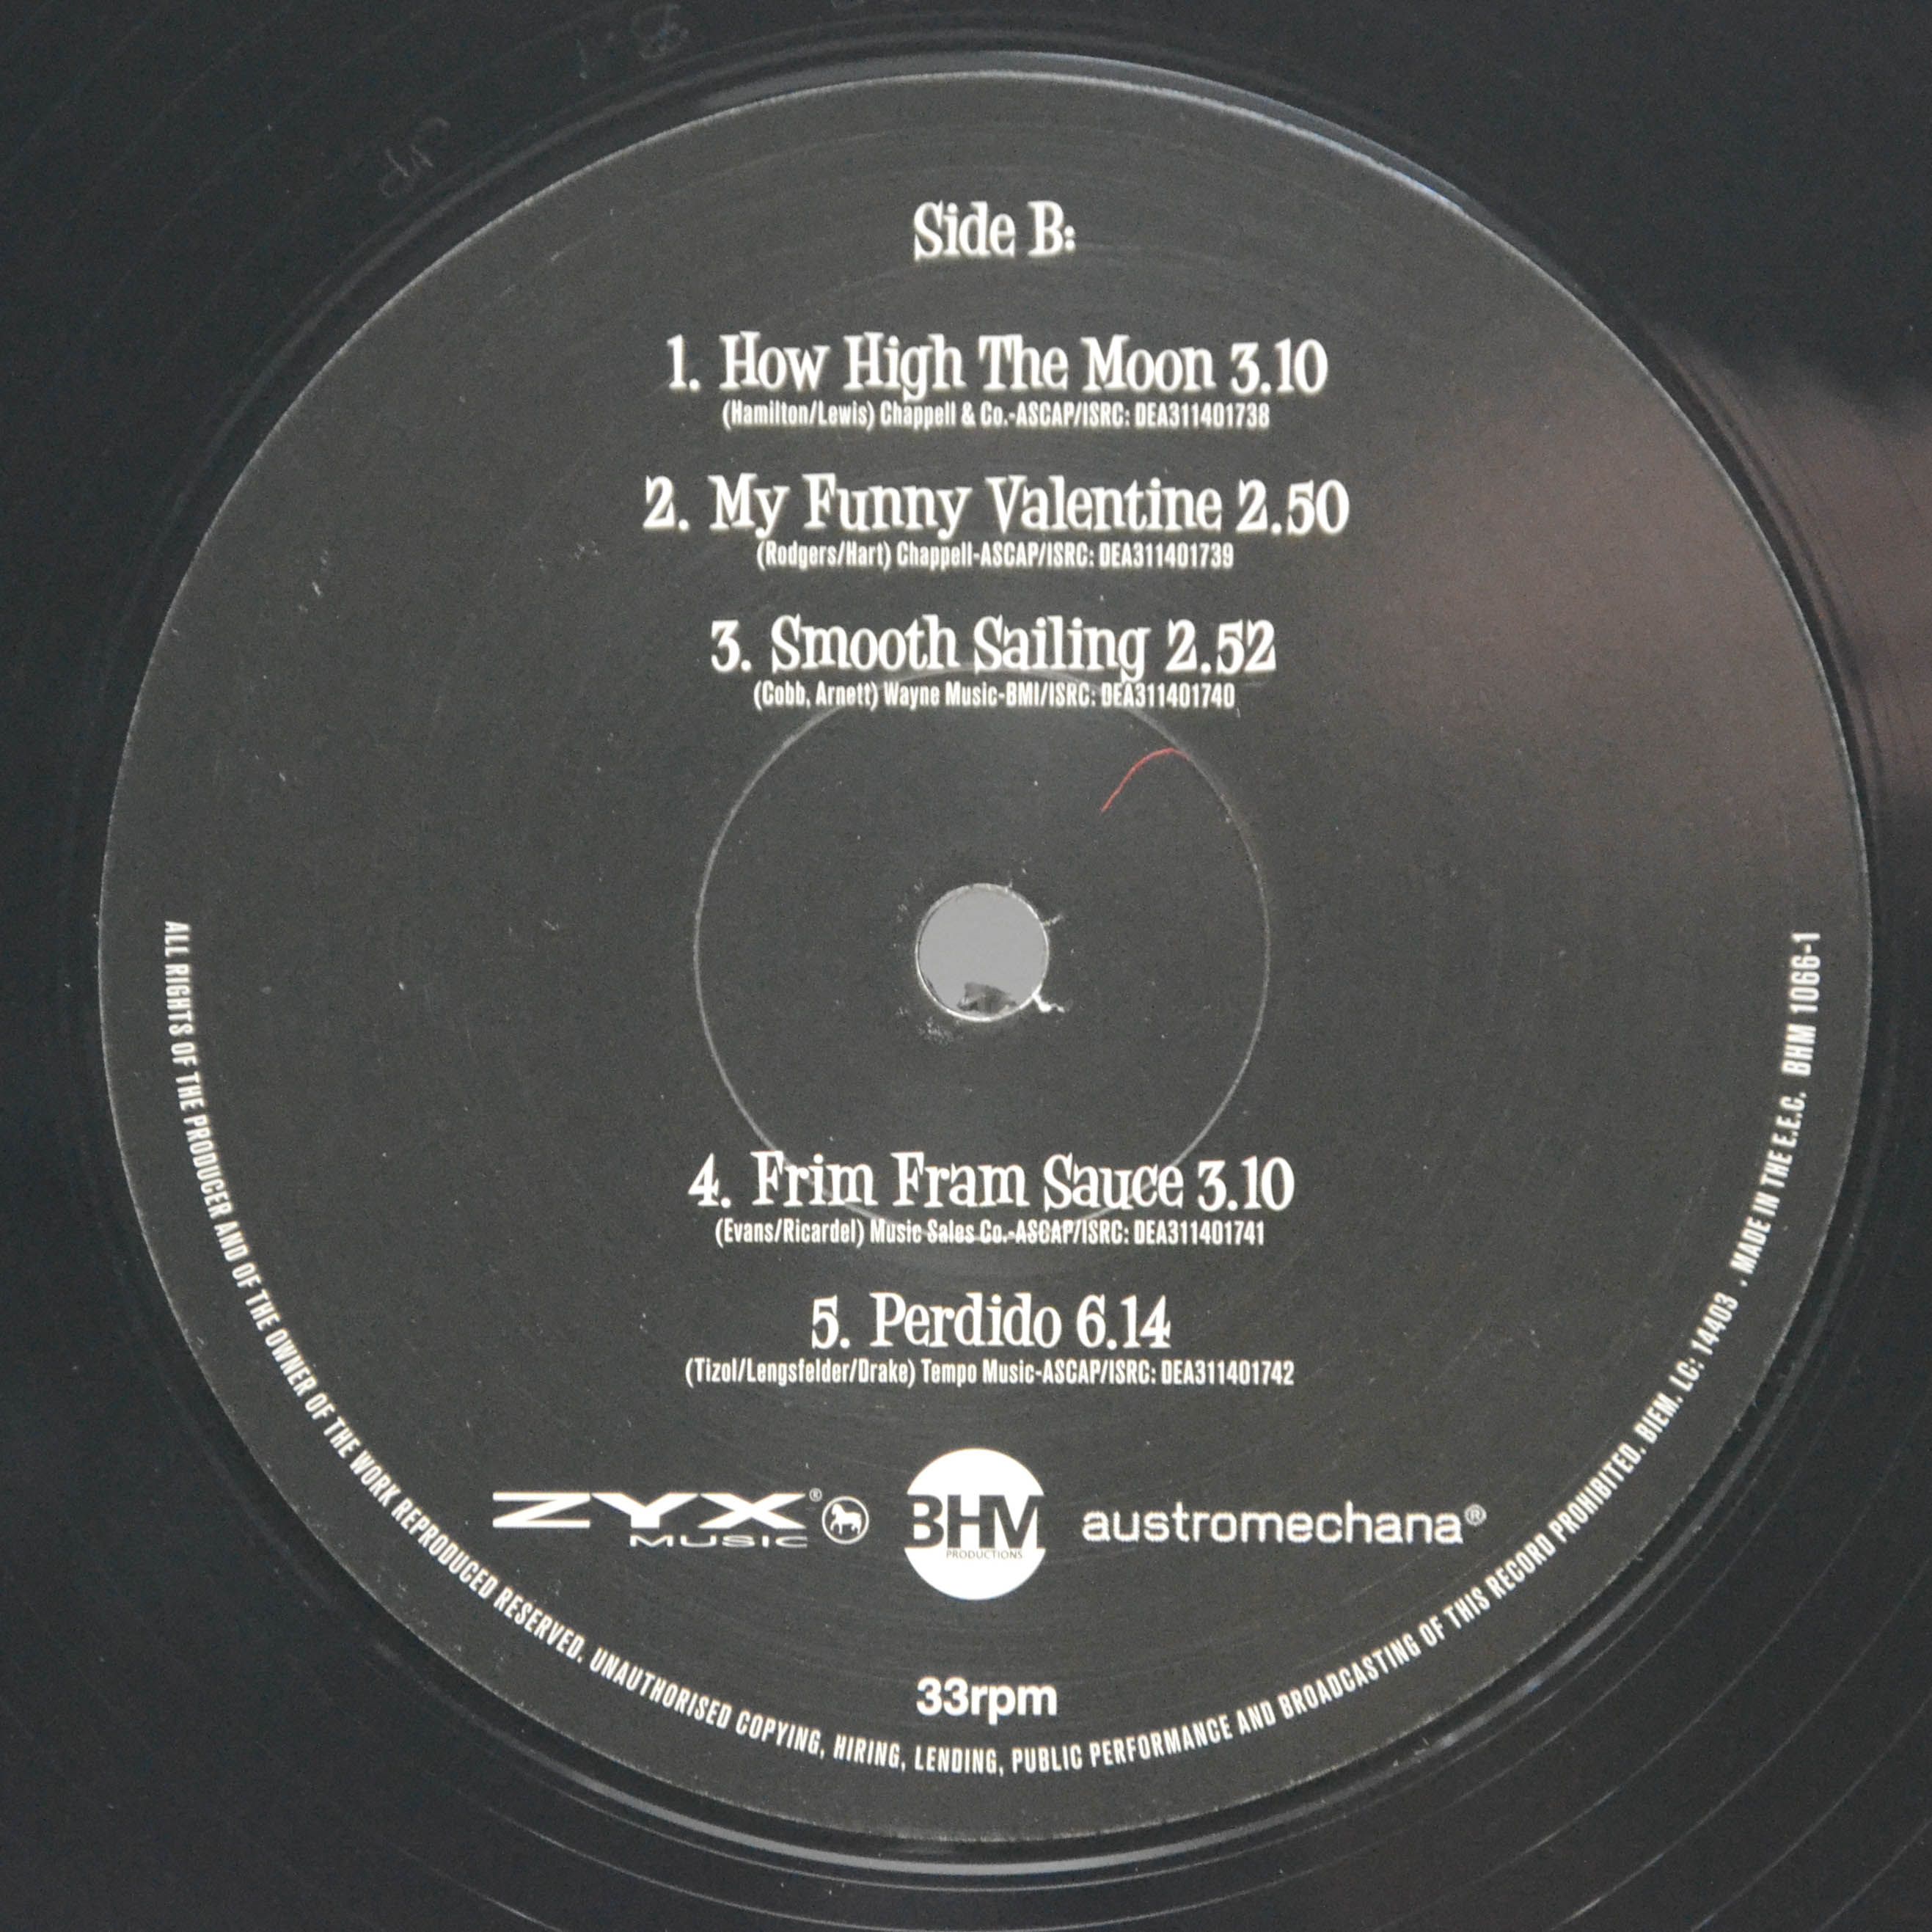 Side B:
1. How High The Moon 3.10
(Hamilton/Lewis) Chappell & Co.-ASCAP/ISRC: DEA311401738
2. My Funny Valentine 2.50
(Rodgers/Hart) Chappell-ASCAP/ISRC: DEA311401739
3. Smooth Sailing 2.52
(Cobb, Arnett) Wayne Music-BMI/ISRC: DEA311401740
4. Frim Fram Sauce 3.10
(Evans/Ricardel) Music Sales Co.-ASCAP/ISRC: DEA311401741
5. Perdido 6.14
(Tizol/Lengsfelder/Drake) Tempo Music-ASCAP/ISRC: DEA311401742
ZYX® MUSIC
BHM PRODUCTIONS
austromechana®
33rpm
ALL RIGHTS OF THE PRODUCER AND OF THE OWNER OF THE WORK REPRODUCED RESERVED. UNAUTHORISED COPYING, HIRING, LENDING, PUBLIC PERFORMANCE AND BROADCASTING OF THIS RECORD PROHIBITED. BIEM. LC: 14403 . MADE IN THE E.E.C. BHM 1066-1